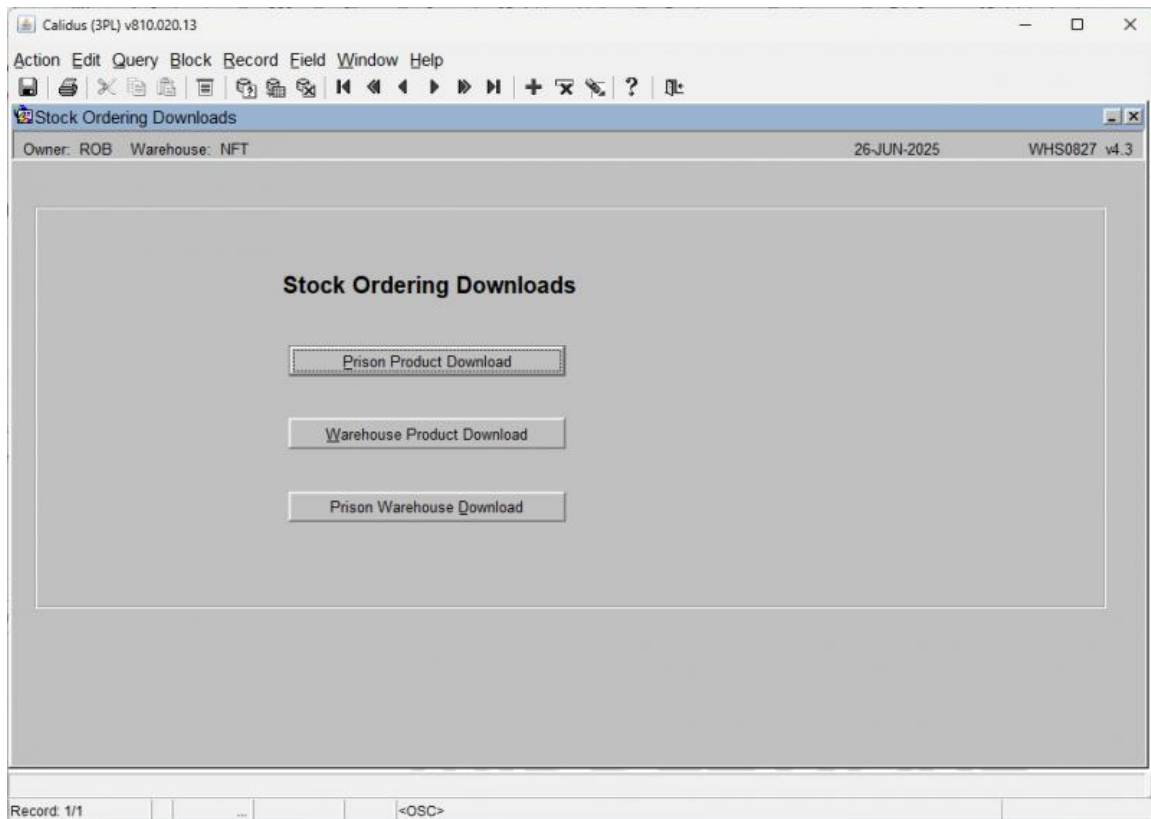 Calidus (3PL) v810.020.13
Action Edit Query Block Record Field Window Help
Stock Ordering Downloads
Owner: ROB Warehouse: NFT 26-JUN-2025 WHS0827 v4.3
Stock Ordering Downloads
Prison Product Download
Warehouse Product Download
Prison Warehouse Download
Record: 1/1 ... <OSC>